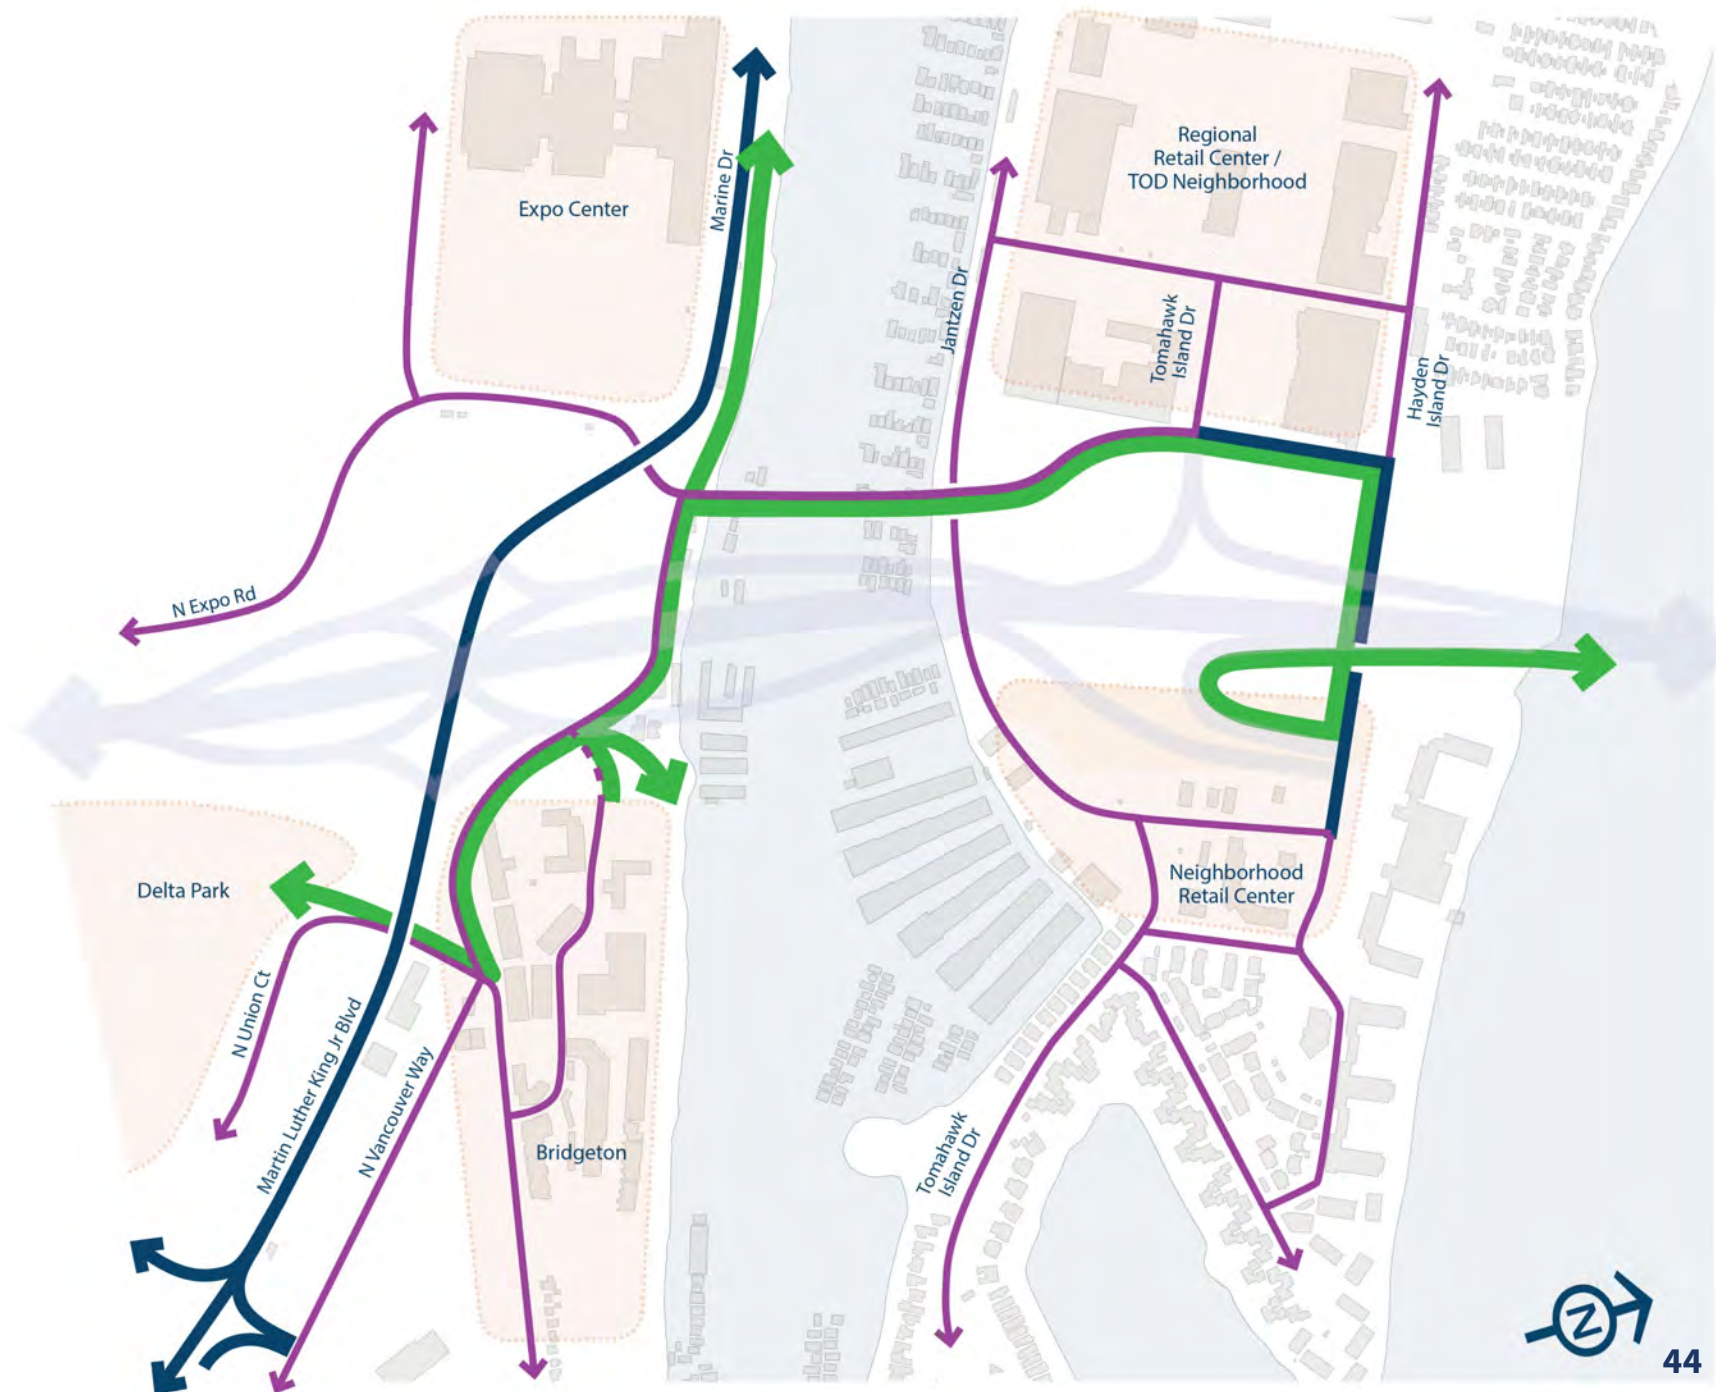 Regional
Retail Center /
TOD Neighborhood
Expo Center
Marine Dr
Jantzen Dr
Tomahawk
Island Dr
Hayden
Island Dr
N Expo Rd
Delta Park
Neighborhood
Retail Center
N Union Ct
Martin Luther King Jr Blvd
N Vancouver Way
Bridgeton
Tomahawk
Island Dr
N
44